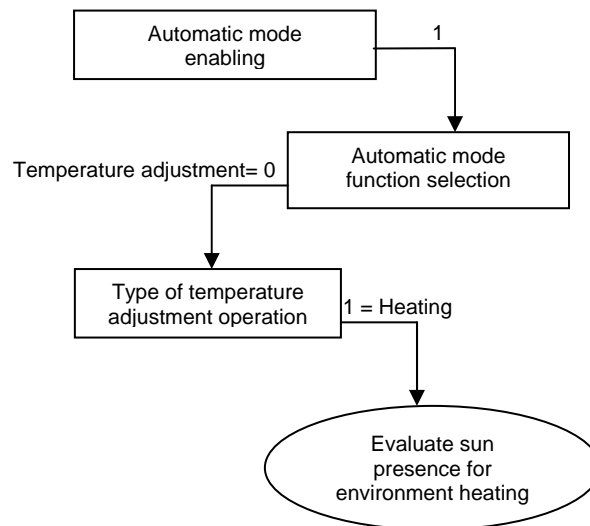 Automatic mode
enabling
1
Automatic mode
function selection
Temperature adjustment= 0
Type of temperature
adjustment operation
1 = Heating
Evaluate sun
presence for
environment heating